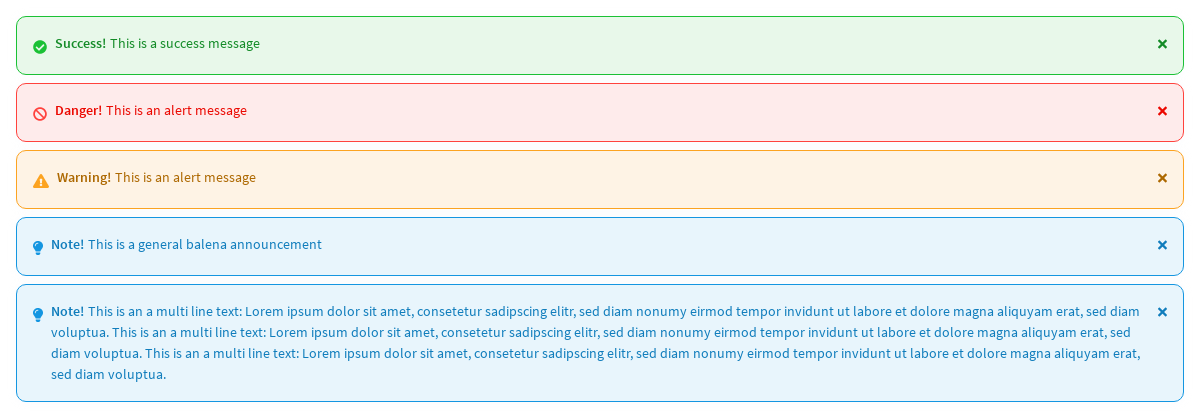 Success! This is a success message
Danger! This is an alert message
Warning! This is an alert message
Note! This is a general balena announcement
Note! This is an a multi line text: Lorem ipsum dolor sit amet, consetetur sadipscing elitr, sed diam nonumy eirmod tempor invidunt ut labore et dolore magna aliquyam erat, sed diam
voluptua. This is an a multi line text: Lorem ipsum dolor sit amet, consetetur sadipscing elitr, sed diam nonumy eirmod tempor invidunt ut labore et dolore magna aliquyam erat, sed
diam voluptua. This is an a multi line text: Lorem ipsum dolor sit amet, consetetur sadipscing elitr, sed diam nonumy eirmod tempor invidunt ut labore et dolore magna aliquyam erat,
sed diam voluptua.